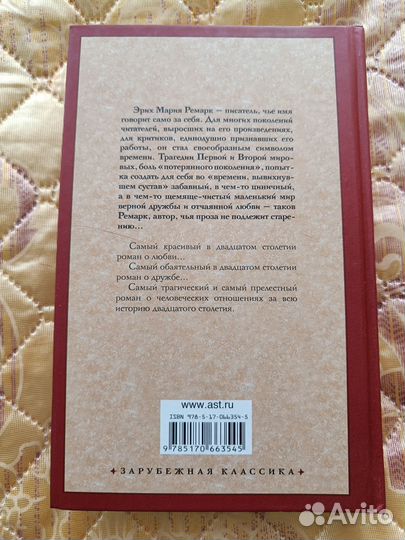 Эрих Мария Ремарк — писатель, чье имя
говорит само за себя. Для многих поколений
читателей, выросших на его произведениях,
для критиков, единодушно признавших его
работы, он стал своеобразным символом
времени. Трагедии Первой и Второй миро-
вых, боль «потерянного поколения», попыт-
ка создать для себя во «времени, вывихнув-
шем сустав» забавный, в чем-то циничный,
а в чем-то щемяще-чистый маленький мир
верной дружбы и отчаянной любви — таков
Ремарк, автор, чья проза не подлежит старе-
нию...
Самый красивый в двадцатом столетии
роман о любви...
Самый обаятельный в двадцатом столетии
роман о дружбе...
Самый трагический и самый прелестный
роман о человеческих отношениях за всю
историю двадцатого столетия.
www.ast.ru
ISBN 978-5-17-066354-5
9 785170 663545
ЗАРУБЕЖНАЯ КЛАССИКА
Avito